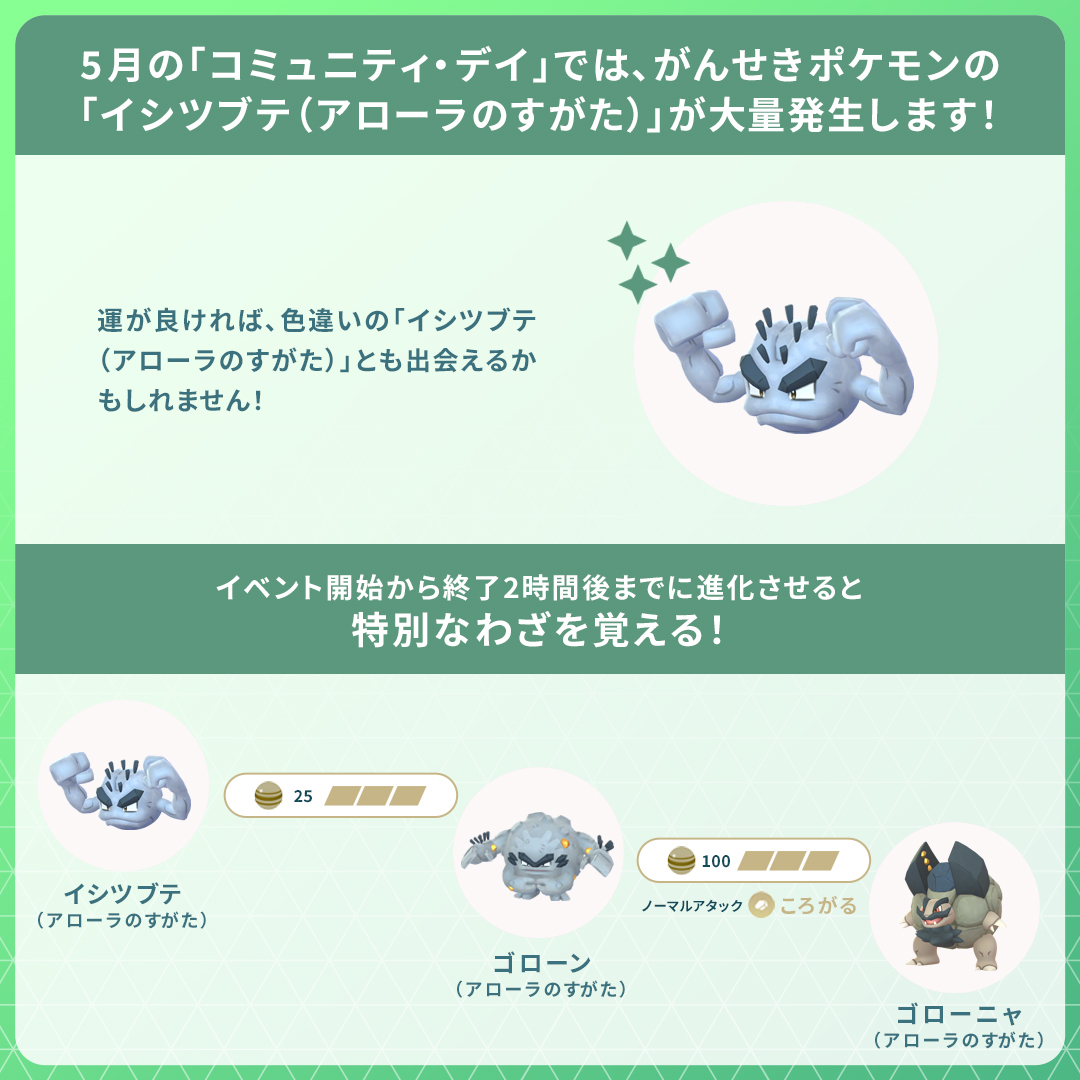 5月の「コミュニティ・デイ」では、がんせきポケモンの
「イシツブテ（アローラのすがた）」が大量発生します！
運が良ければ、色違いの「イシツブテ
（アローラのすがた）」とも出会えるか
もしれません！
イベント開始から終了2時間後までに進化させると
特別なわざを覚える！
25
イシツブテ
（アローラのすがた）
100
ノーマルアタック ころがる
ゴローン
（アローラのすがた）
ゴローニャ
（アローラのすがた）